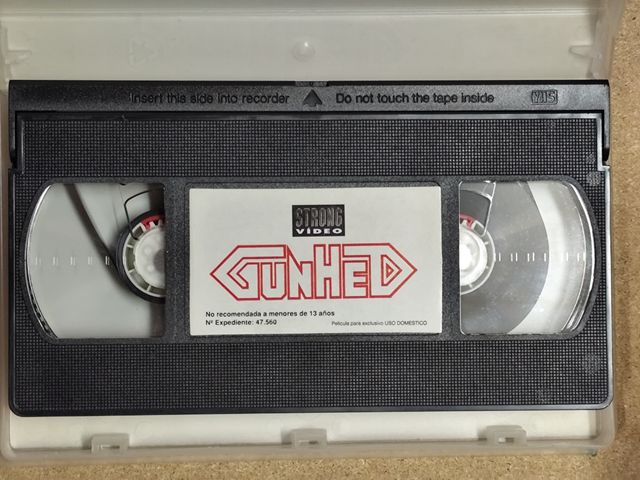 Insert this side into recorder Do not touch the tape inside VHS
STRONG
VÍDEO
GUNHED
No recomendada a menores de 13 años
Nº Expediente: 47.560 Película para exclusivo USO DOMESTICO